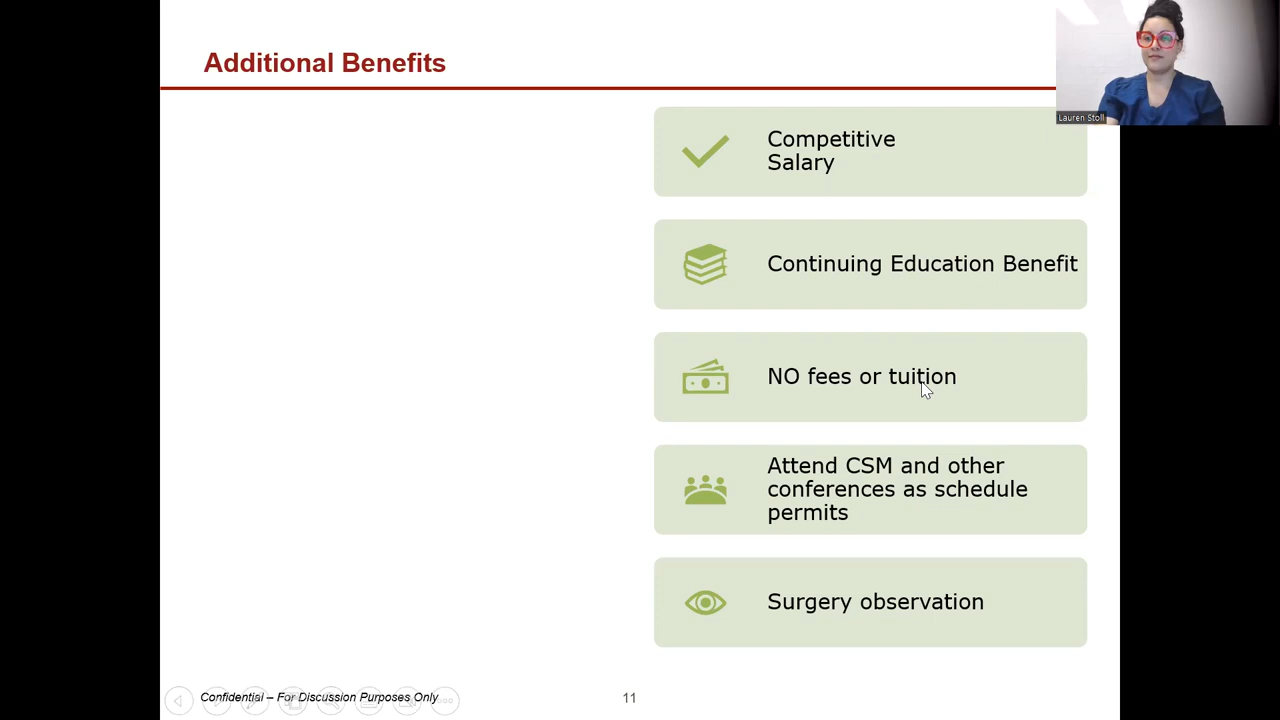 Additional Benefits
Lauren Stoll
Competitive
Salary
Continuing Education Benefit
NO fees or tuition
Attend CSM and other
conferences as schedule
permits
Surgery observation
Confidential – For Discussion Purposes Only
11